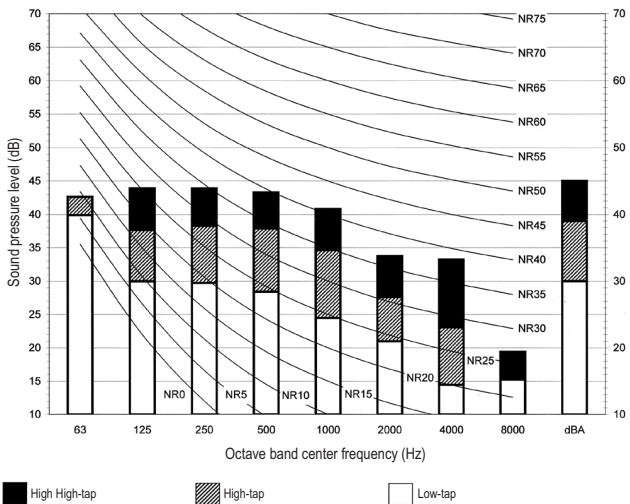 70 70
NR75
65
NR70
60 60
NR65
55
NR60
50 50
NR55
45
NR50
40 40
NR45
35
NR40
30 30
NR35
25
NR30
20 20
NR25
15
NR0 NR5 NR10 NR15 NR20
10 10
Sound pressure level (dB)
63 125 250 500 1000 2000 4000 8000 dBA
Octave band center frequency (Hz)
High High-tap High-tap Low-tap